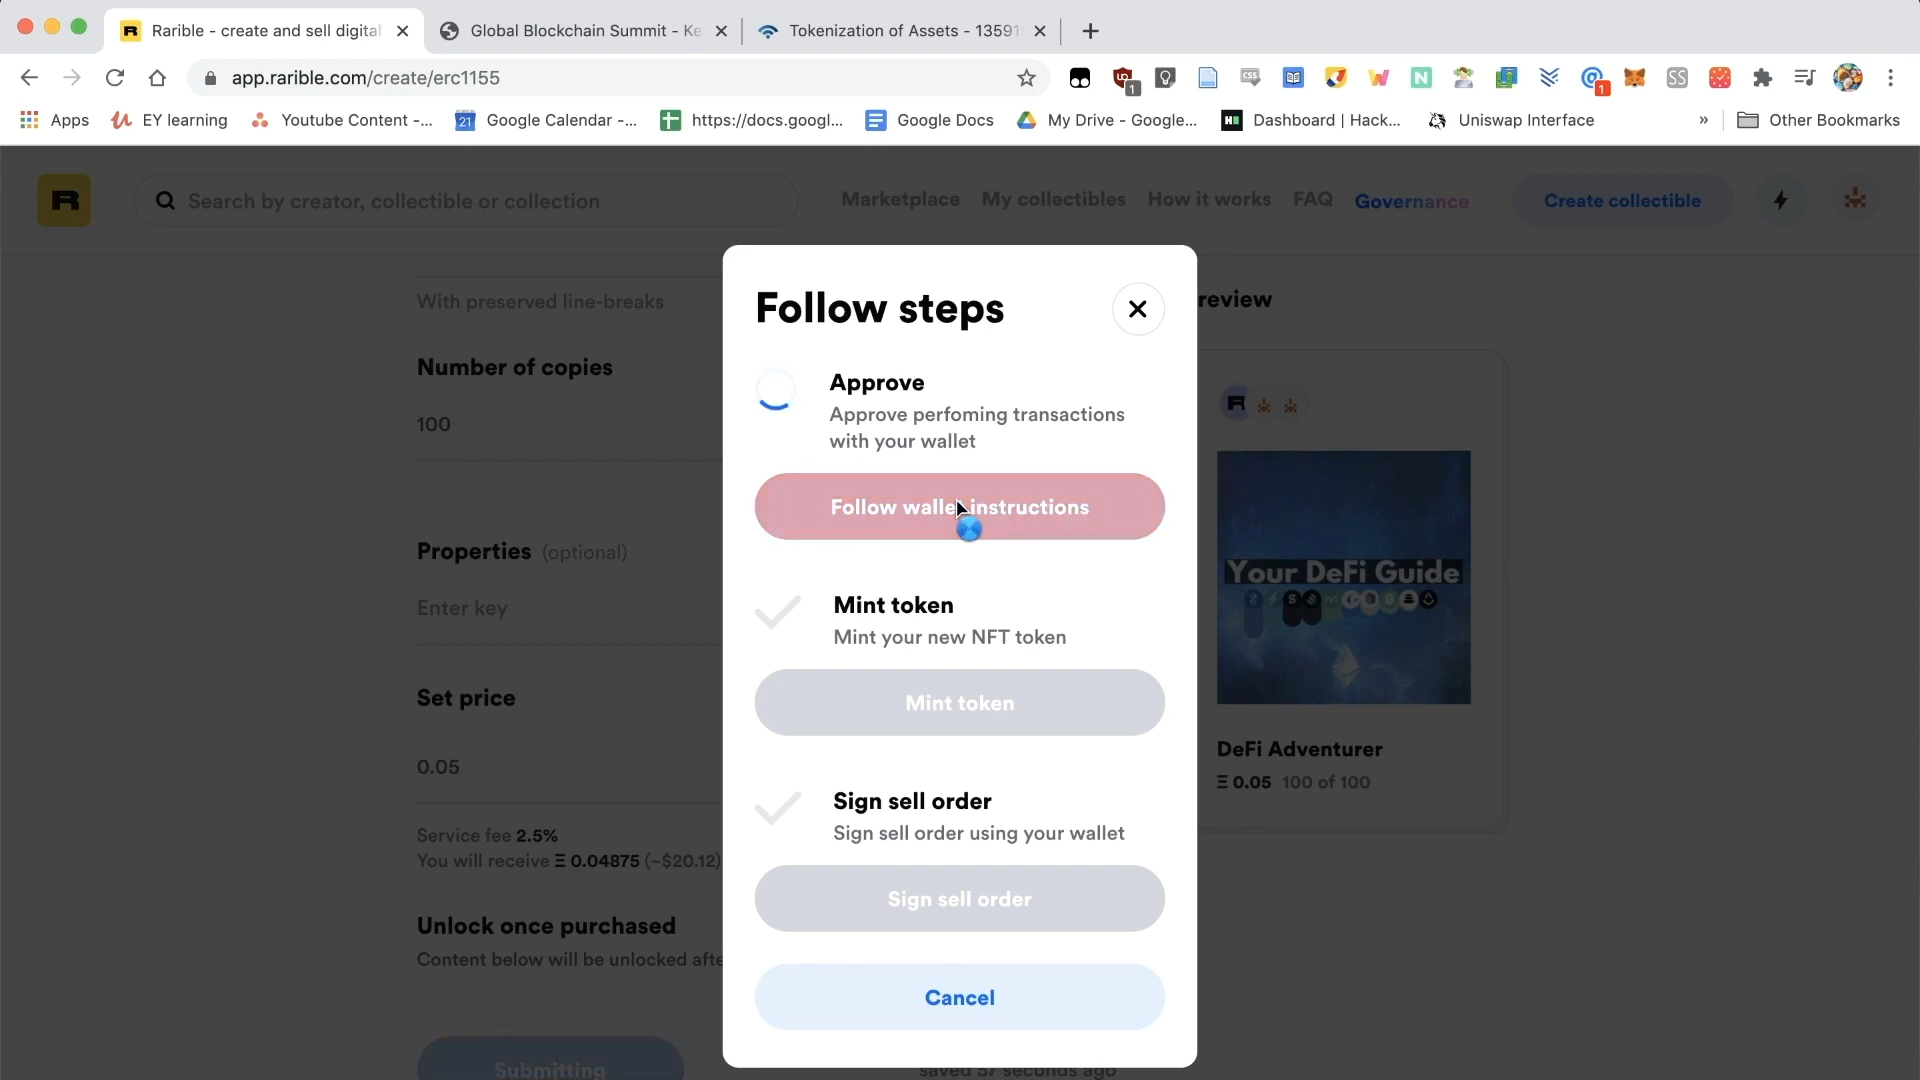 Rarible - create and sell digital
Global Blockchain Summit - Ke
Tokenization of Assets - 13591
app.rarible.com/create/erc1155
1
1
Apps
EY learning
Youtube Content -...
21
Google Calendar -...
https://docs.googl...
Google Docs
My Drive - Google...
Dashboard | Hack...
Uniswap Interface
»
Other Bookmarks
R
Search by creator, collectible or collection
Marketplace
My collectibles
How it works
FAQ
Governance
Create collectible
With preserved line-breaks
Number of copies
100
Properties (optional)
Enter key
Set price
0.05
Service fee 2.5%
You will receive Ξ 0.04875 (~$20.12)
Unlock once purchased
Content below will be unlocked afte
Submitting
Follow steps
Approve
Approve perfoming transactions
with your wallet
Follow wallet instructions
Mint token
Mint your new NFT token
Mint token
Sign sell order
Sign sell order using your wallet
Sign sell order
Cancel
saved 57 seconds ago
review
Your DeFi Guide
DeFi Adventurer
Ξ 0.05 100 of 100